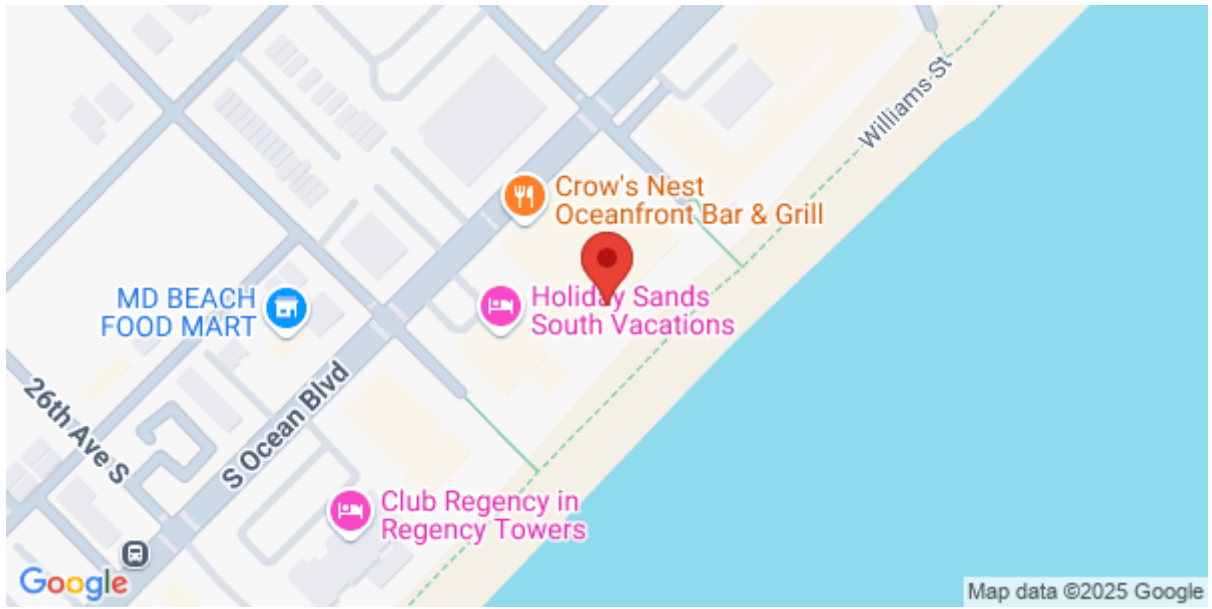 Williams St
Crow's Nest
Oceanfront Bar & Grill
MD BEACH
FOOD MART
Holiday Sands
South Vacations
26th Ave S
S Ocean Blvd
Club Regency in
Regency Towers
Google
Map data ©2025 Google